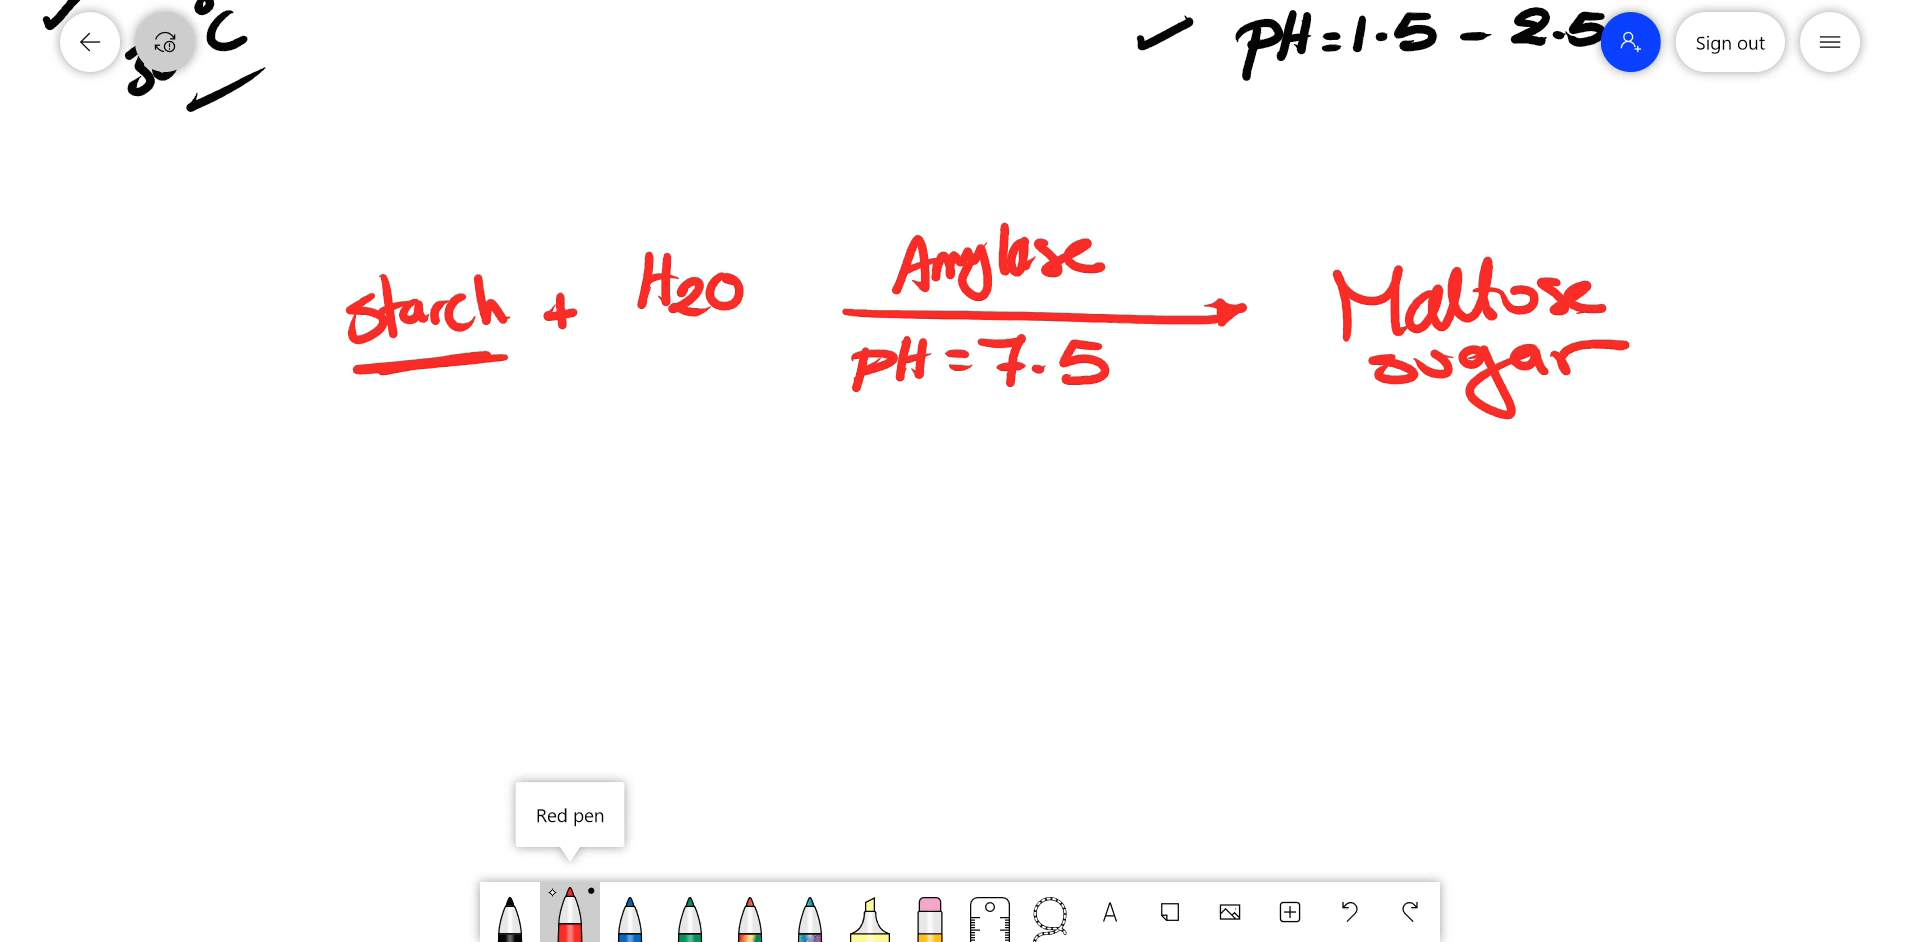 °C
pH=1.5 - 2.5
Sign out
starch + H2O Amylase Maltose
pH=7.5 sugar
Red pen
A